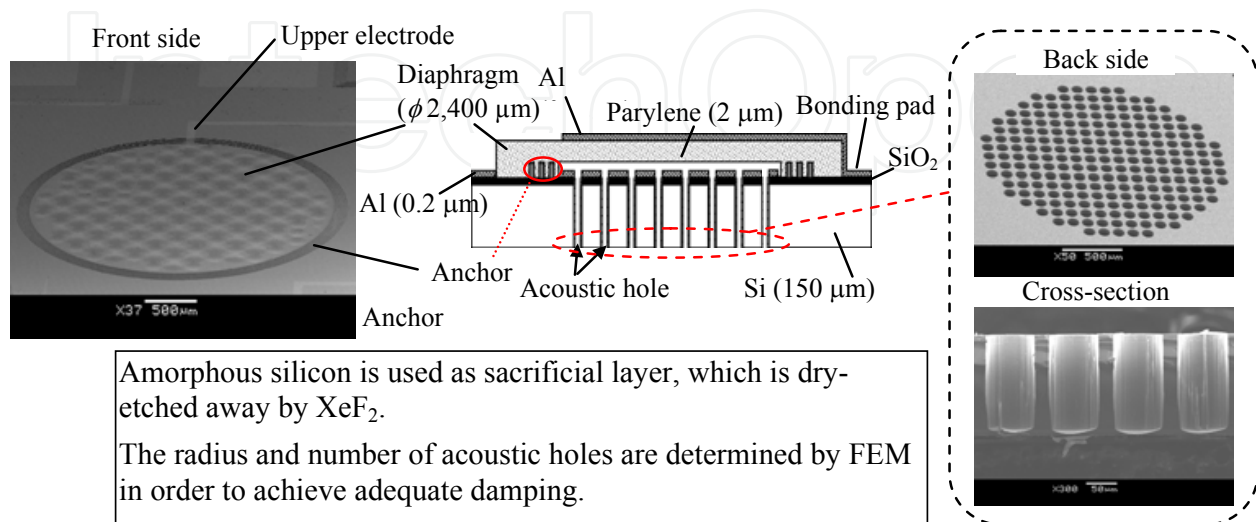 IntechOpen
Front side
Upper electrode
Diaphragm
(ϕ 2,400 µm)
Al
Parylene (2 µm)
Bonding pad
SiO₂
Al (0.2 µm)
Anchor
Acoustic hole
Si (150 µm)
Anchor
X37 500µm
Back side
X50 500µm
Cross-section
X300 50µm
Amorphous silicon is used as sacrificial layer, which is dry-
etched away by XeF₂.
The radius and number of acoustic holes are determined by FEM
in order to achieve adequate damping.